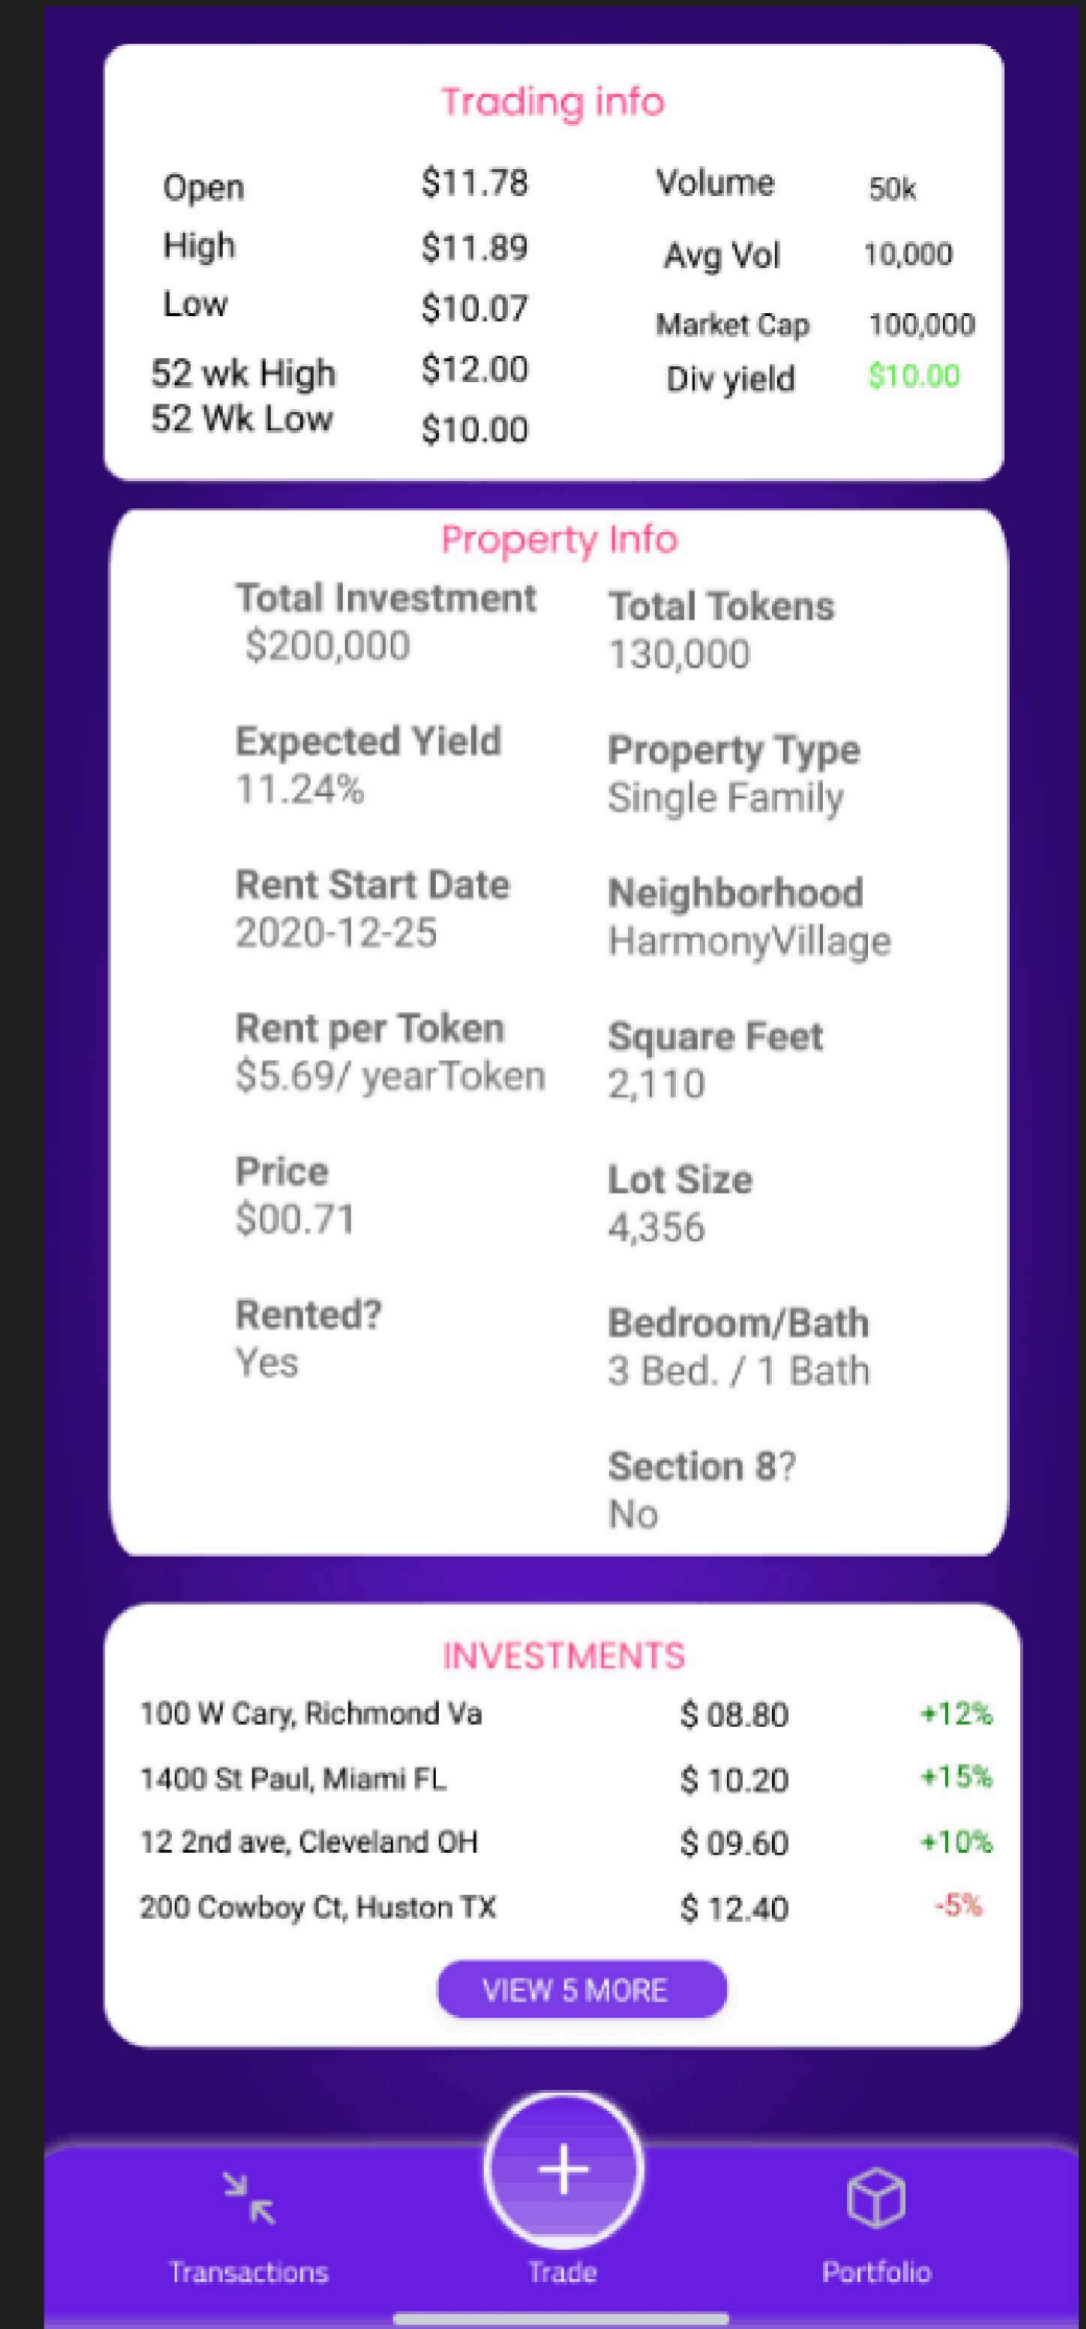 Trading info
Open $11.78 Volume 50k
High $11.89 Avg Vol 10,000
Low $10.07 Market Cap 100,000
52 wk High $12.00 Div yield $10.00
52 Wk Low $10.00
Property Info
Total Investment
$200,000
Expected Yield
11.24%
Rent Start Date
2020-12-25
Rent per Token
$5.69/ yearToken
Price
$00.71
Rented?
Yes
Total Tokens
130,000
Property Type
Single Family
Neighborhood
HarmonyVillage
Square Feet
2,110
Lot Size
4,356
Bedroom/Bath
3 Bed. / 1 Bath
Section 8?
No
INVESTMENTS
100 W Cary, Richmond Va $ 08.80 +12%
1400 St Paul, Miami FL $ 10.20 +15%
12 2nd ave, Cleveland OH $ 09.60 +10%
200 Cowboy Ct, Huston TX $ 12.40 -5%
VIEW 5 MORE
Transactions Trade Portfolio